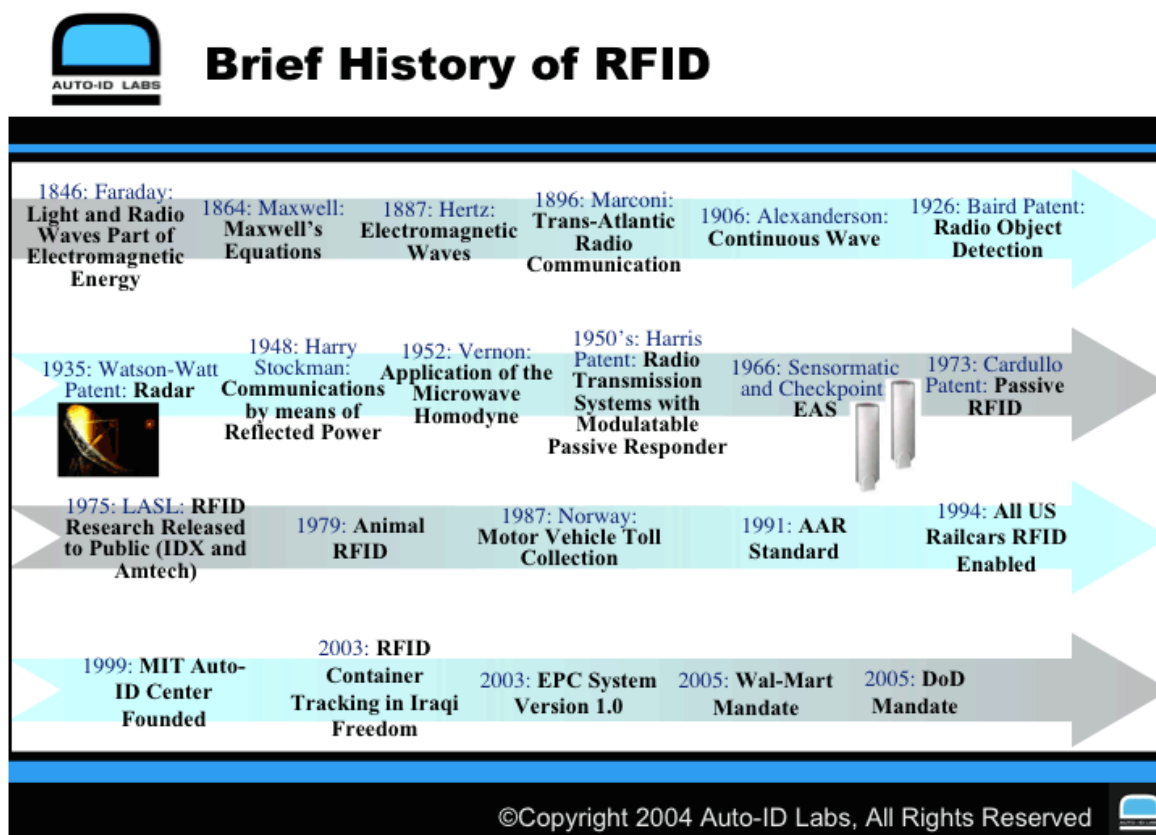 AUTO-ID LABS
Brief History of RFID
1846: Faraday:
Light and Radio
Waves Part of
Electromagnetic
Energy
1864: Maxwell:
Maxwell's
Equations
1887: Hertz:
Electromagnetic
Waves
1896: Marconi:
Trans-Atlantic
Radio
Communication
1906: Alexanderson:
Continuous Wave
1926: Baird Patent:
Radio Object
Detection
1935: Watson-Watt
Patent: Radar
1948: Harry
Stockman:
Communications
by means of
Reflected Power
1952: Vernon:
Application of the
Microwave
Homodyne
1950's: Harris
Patent: Radio
Transmission
Systems with
Modulatable
Passive Responder
1966: Sensormatic
and Checkpoint
EAS
1973: Cardullo
Patent: Passive
RFID
1975: LASL: RFID
Research Released
to Public (IDX and
Amtech)
1979: Animal
RFID
1987: Norway:
Motor Vehicle Toll
Collection
1991: AAR
Standard
1994: All US
Railcars RFID
Enabled
1999: MIT Auto-
ID Center
Founded
2003: RFID
Container
Tracking in Iraqi
Freedom
2003: EPC System
Version 1.0
2005: Wal-Mart
Mandate
2005: DoD
Mandate
©Copyright 2004 Auto-ID Labs, All Rights Reserved